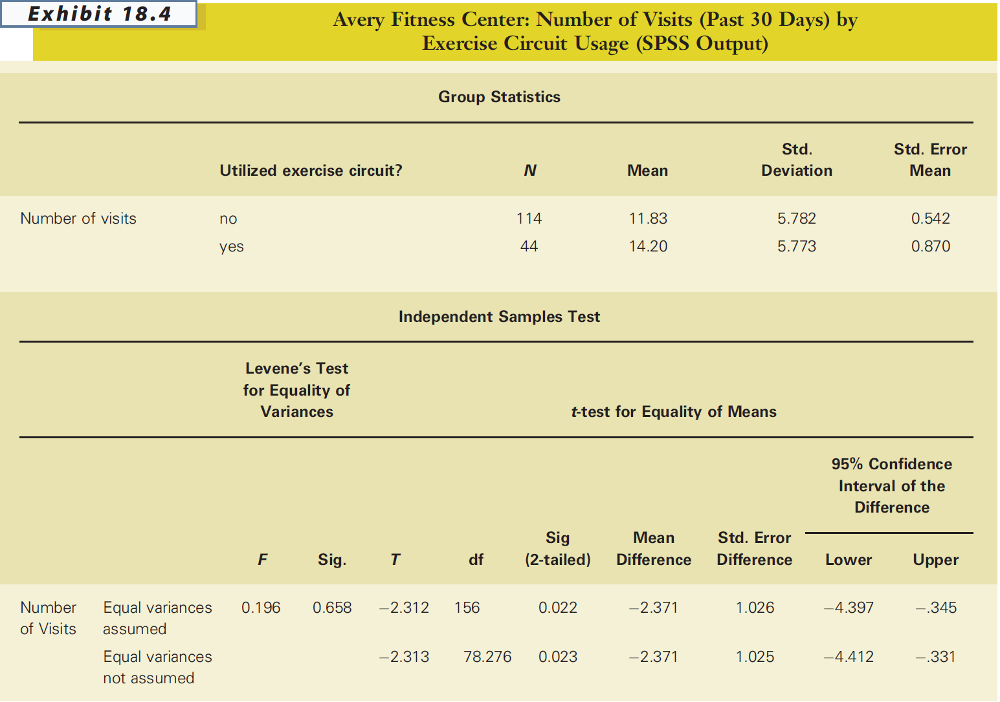 Exhibit 18.4
Avery Fitness Center: Number of Visits (Past 30 Days) by
Exercise Circuit Usage (SPSS Output)
Group Statistics
Std. Std. Error
Utilized exercise circuit? N Mean Deviation Mean
Number of visits no 114 11.83 5.782 0.542
yes 44 14.20 5.773 0.870
Independent Samples Test
Levene’s Test
for Equality of
Variances t-test for Equality of Means
95% Confidence
Interval of the
Difference
Sig Mean Std. Error
F Sig. T df (2-tailed) Difference Difference Lower Upper
Number Equal variances 0.196 0.658 −2.312 156 0.022 −2.371 1.026 −4.397 −.345
of Visits assumed
Equal variances −2.313 78.276 0.023 −2.371 1.025 −4.412 −.331
not assumed